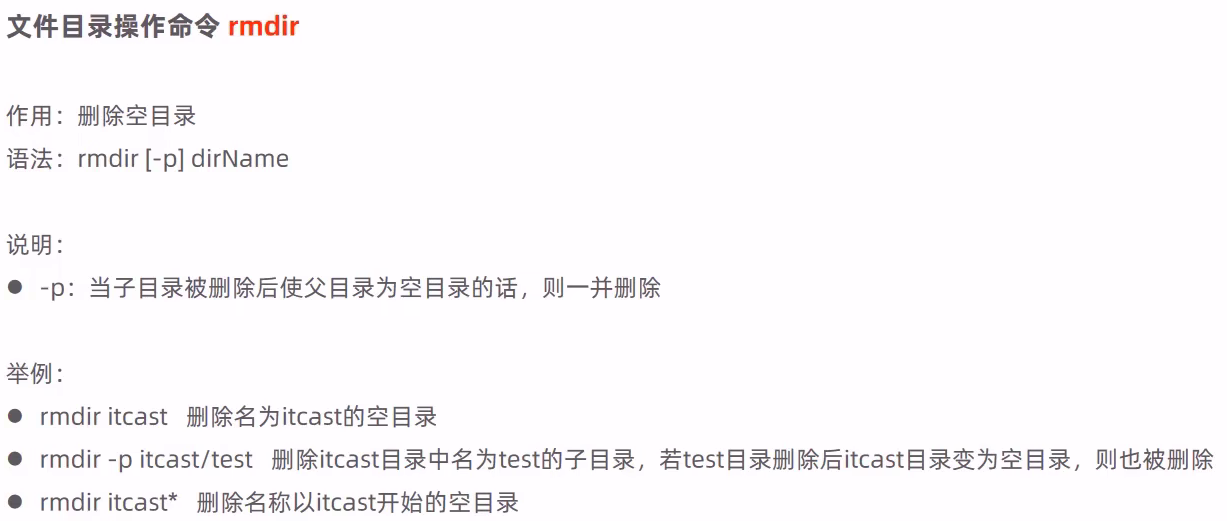 文件目录操作命令 rmdir
作用：删除空目录
语法：rmdir [-p] dirName
说明：
● -p：当子目录被删除后使父目录为空目录的话，则一并删除
举例：
● rmdir itcast 删除名为itcast的空目录
● rmdir -p itcast/test 删除itcast目录中名为test的子目录，若test目录删除后itcast目录变为空目录，则也被删除
● rmdir itcast* 删除名称以itcast开始的空目录